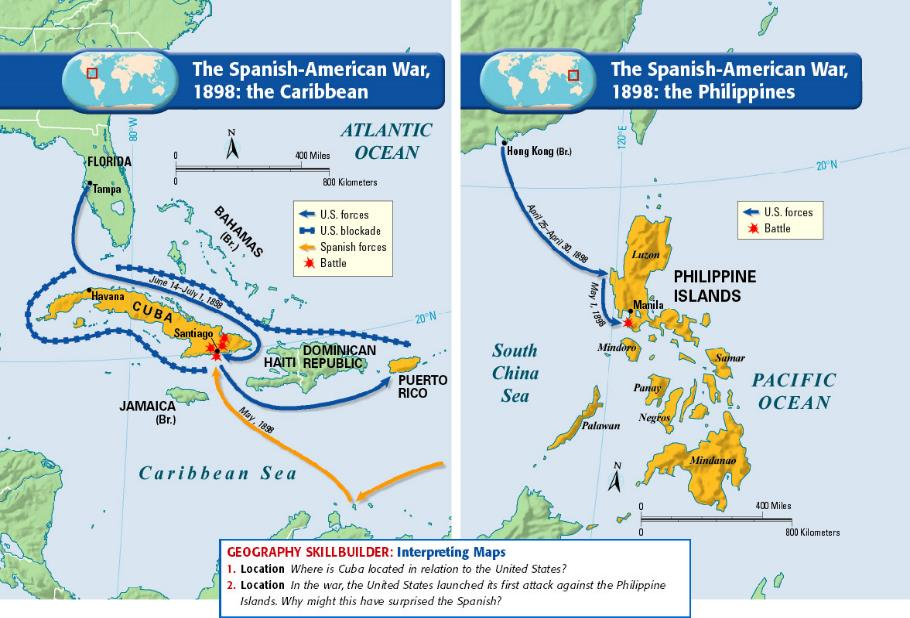 The Spanish-American War,
1898: the Caribbean
80°W
N
ATLANTIC
OCEAN
0
400 Miles
0
800 Kilometers
FLORIDA
Tampa
BAHAMAS
(Br.)
U.S. forces
U.S. blockade
Spanish forces
Battle
June 14–July 1, 1898
Havana
CUBA
Santiago
20°N
HAITI
DOMINICAN
REPUBLIC
PUERTO
RICO
JAMAICA
(Br.)
May, 1898
Caribbean Sea
The Spanish-American War,
1898: the Philippines
Hong Kong (Br.)
120°E
20°N
April 25–April 30, 1898
U.S. forces
Battle
Luzon
PHILIPPINE
ISLANDS
Manila
May 1, 1898
Mindoro
South
China
Sea
Samar
PACIFIC
OCEAN
Panay
Negros
Palawan
Mindanao
N
0
400 Miles
0
800 Kilometers
GEOGRAPHY SKILLBUILDER: Interpreting Maps
1. Location Where is Cuba located in relation to the United States?
2. Location In the war, the United States launched its first attack against the Philippine
Islands. Why might this have surprised the Spanish?